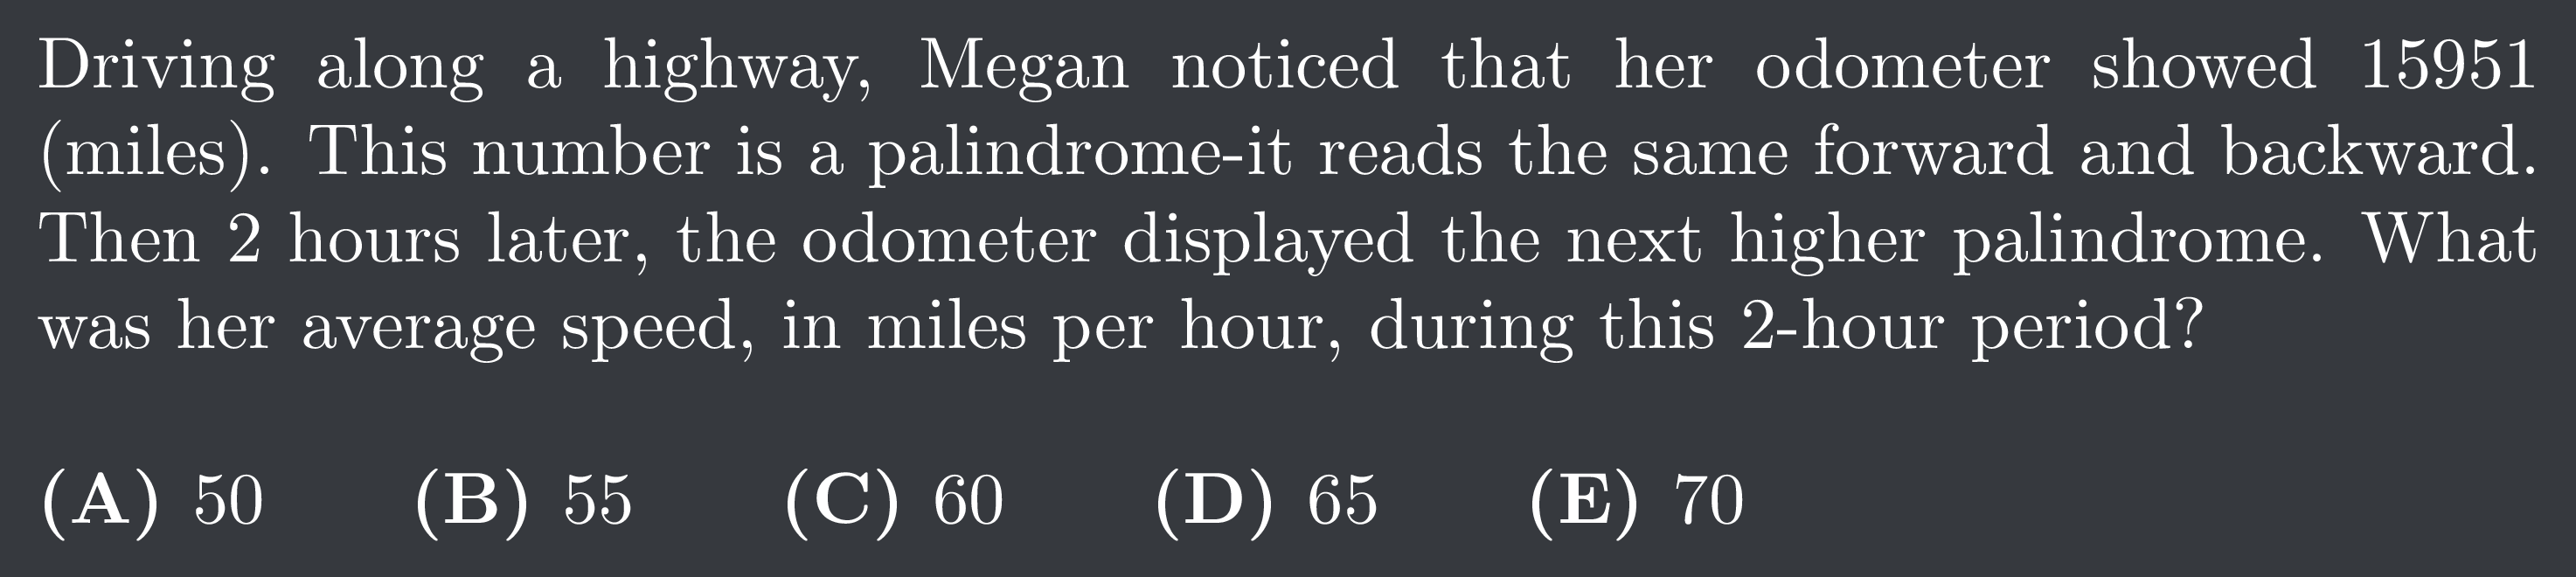 Driving along a highway, Megan noticed that her odometer showed 15951
(miles). This number is a palindrome-it reads the same forward and backward.
Then 2 hours later, the odometer displayed the next higher palindrome. What
was her average speed, in miles per hour, during this 2-hour period?
(A) 50 (B) 55 (C) 60 (D) 65 (E) 70